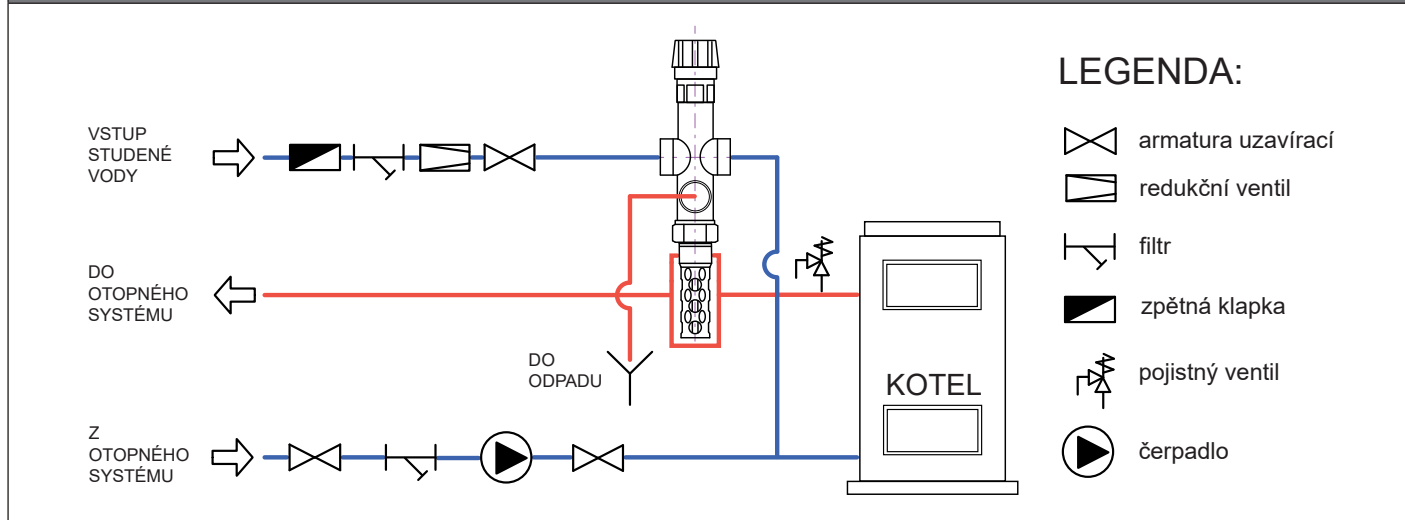 VSTUP
STUDENÉ
VODY
DO
OTOPNÉHO
SYSTÉMU
DO
ODPADU
Z
OTOPNÉHO
SYSTÉMU
KOTEL
LEGENDA:
armatura uzavírací
redukční ventil
filtr
zpětná klapka
pojistný ventil
čerpadlo